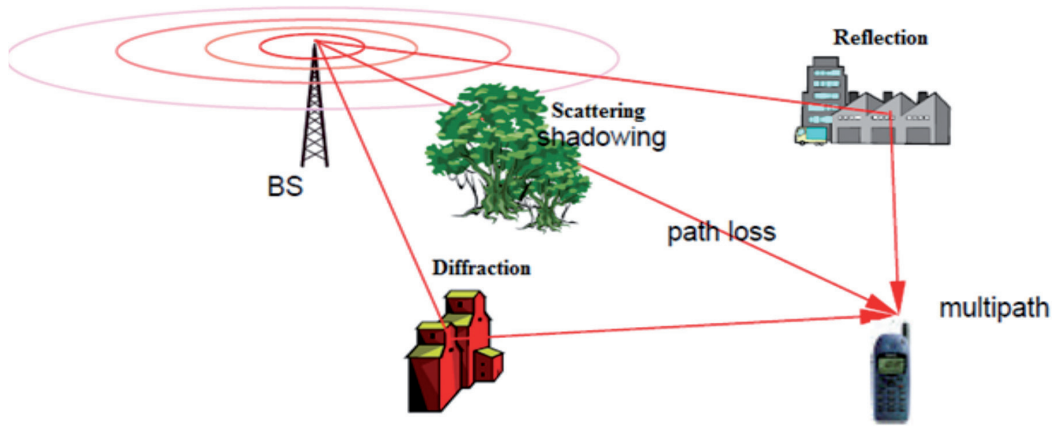 Reflection
Scattering
shadowing
BS
path loss
Diffraction
multipath